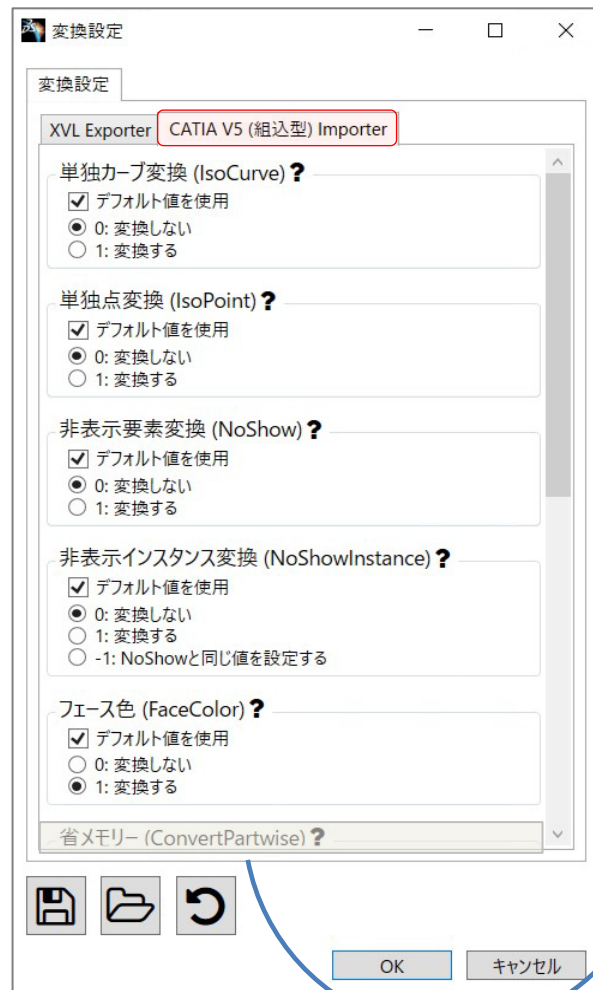 変換設定
変換設定
XVL Exporter
CATIA V5 (組込型) Importer
単独カーブ変換 (IsoCurve) ?
デフォルト値を使用
0: 変換しない
1: 変換する
単独点変換 (IsoPoint) ?
デフォルト値を使用
0: 変換しない
1: 変換する
非表示要素変換 (NoShow) ?
デフォルト値を使用
0: 変換しない
1: 変換する
非表示インスタンス変換 (NoShowInstance) ?
デフォルト値を使用
0: 変換しない
1: 変換する
-1: NoShowと同じ値を設定する
フェース色 (FaceColor) ?
デフォルト値を使用
0: 変換しない
1: 変換する
省メモリー (ConvertPartwise) ?
OK
キャンセル